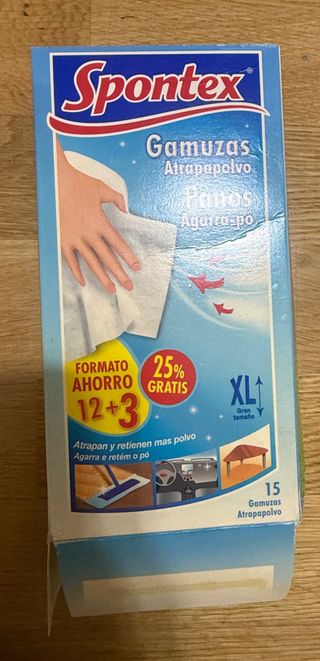 Spontex®
Gamuzas
Atrapapolvo
Panos
Agarra-pó
FORMATO
AHORRO
12+3
25%
GRATIS
XL
Gran
tamaño
Atrapan y retienen mas polvo
Agarra e retém o pó
15
Gamuzas
Atrapapolvo